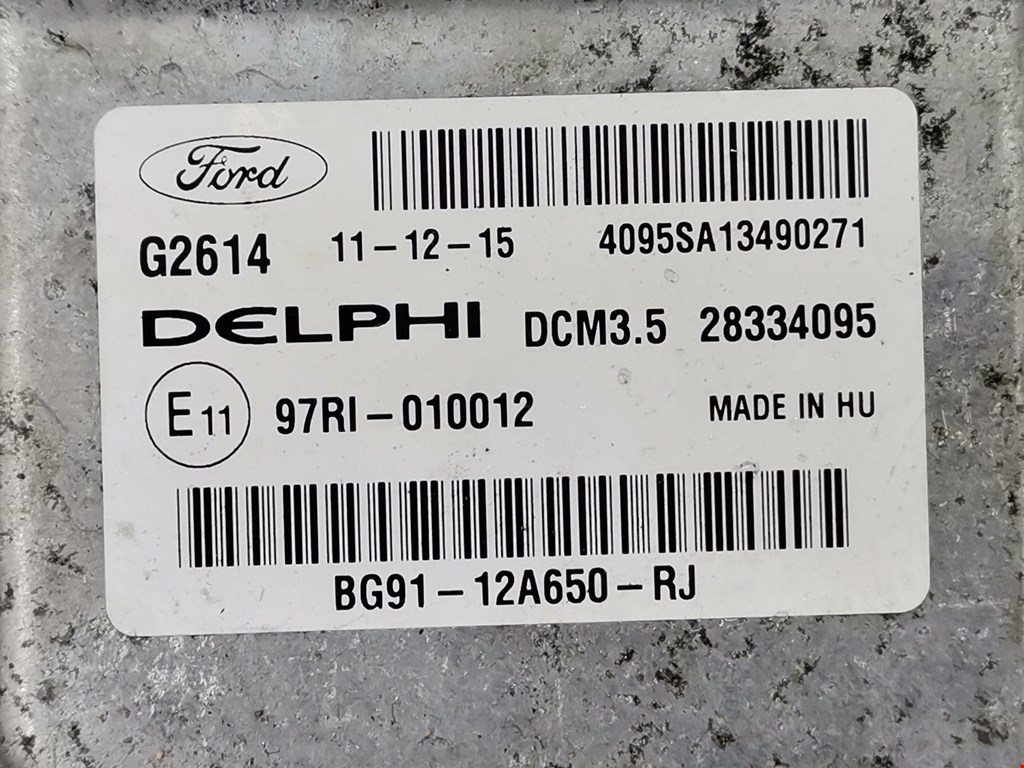 Ford
G2614 11-12-15 4095SA13490271
DELPHI DCM3.5 28334095
E11 97RI-010012 MADE IN HU
BG91-12A650-RJ